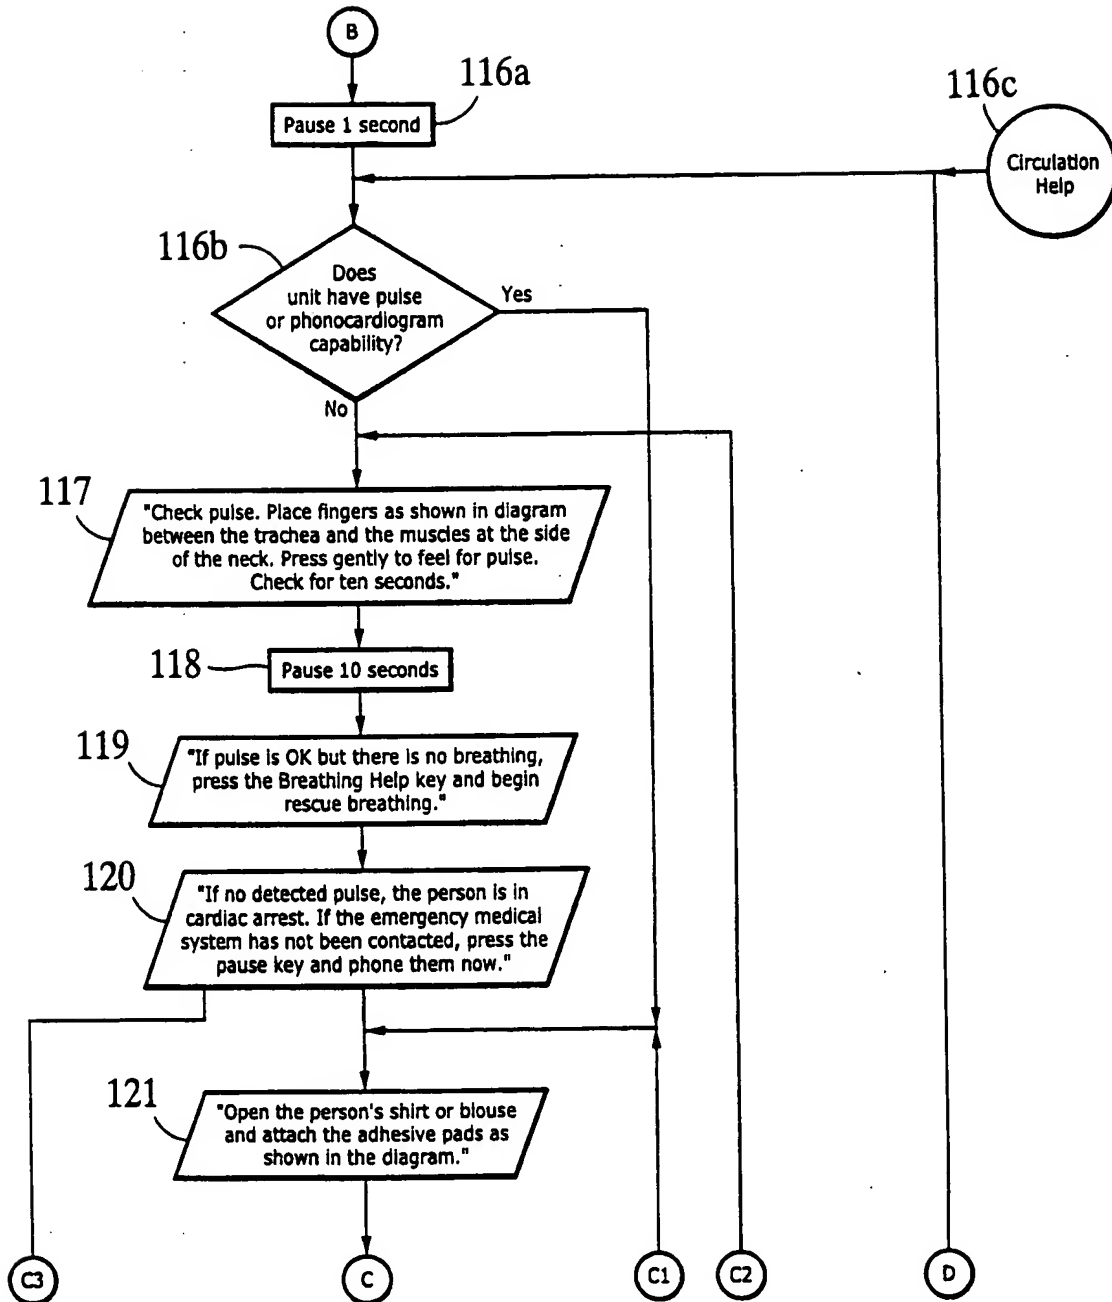 B
116a
Pause 1 second
116c
Circulation
Help
116b
Does
unit have pulse
or phonocardiogram
capability?
Yes
No
117
"Check pulse. Place fingers as shown in diagram
between the trachea and the muscles at the side
of the neck. Press gently to feel for pulse.
Check for ten seconds."
118
Pause 10 seconds
119
"If pulse is OK but there is no breathing,
press the Breathing Help key and begin
rescue breathing."
120
"If no detected pulse, the person is in
cardiac arrest. If the emergency medical
system has not been contacted, press the
pause key and phone them now."
121
"Open the person's shirt or blouse
and attach the adhesive pads as
shown in the diagram."
C3
C
C1
C2
D